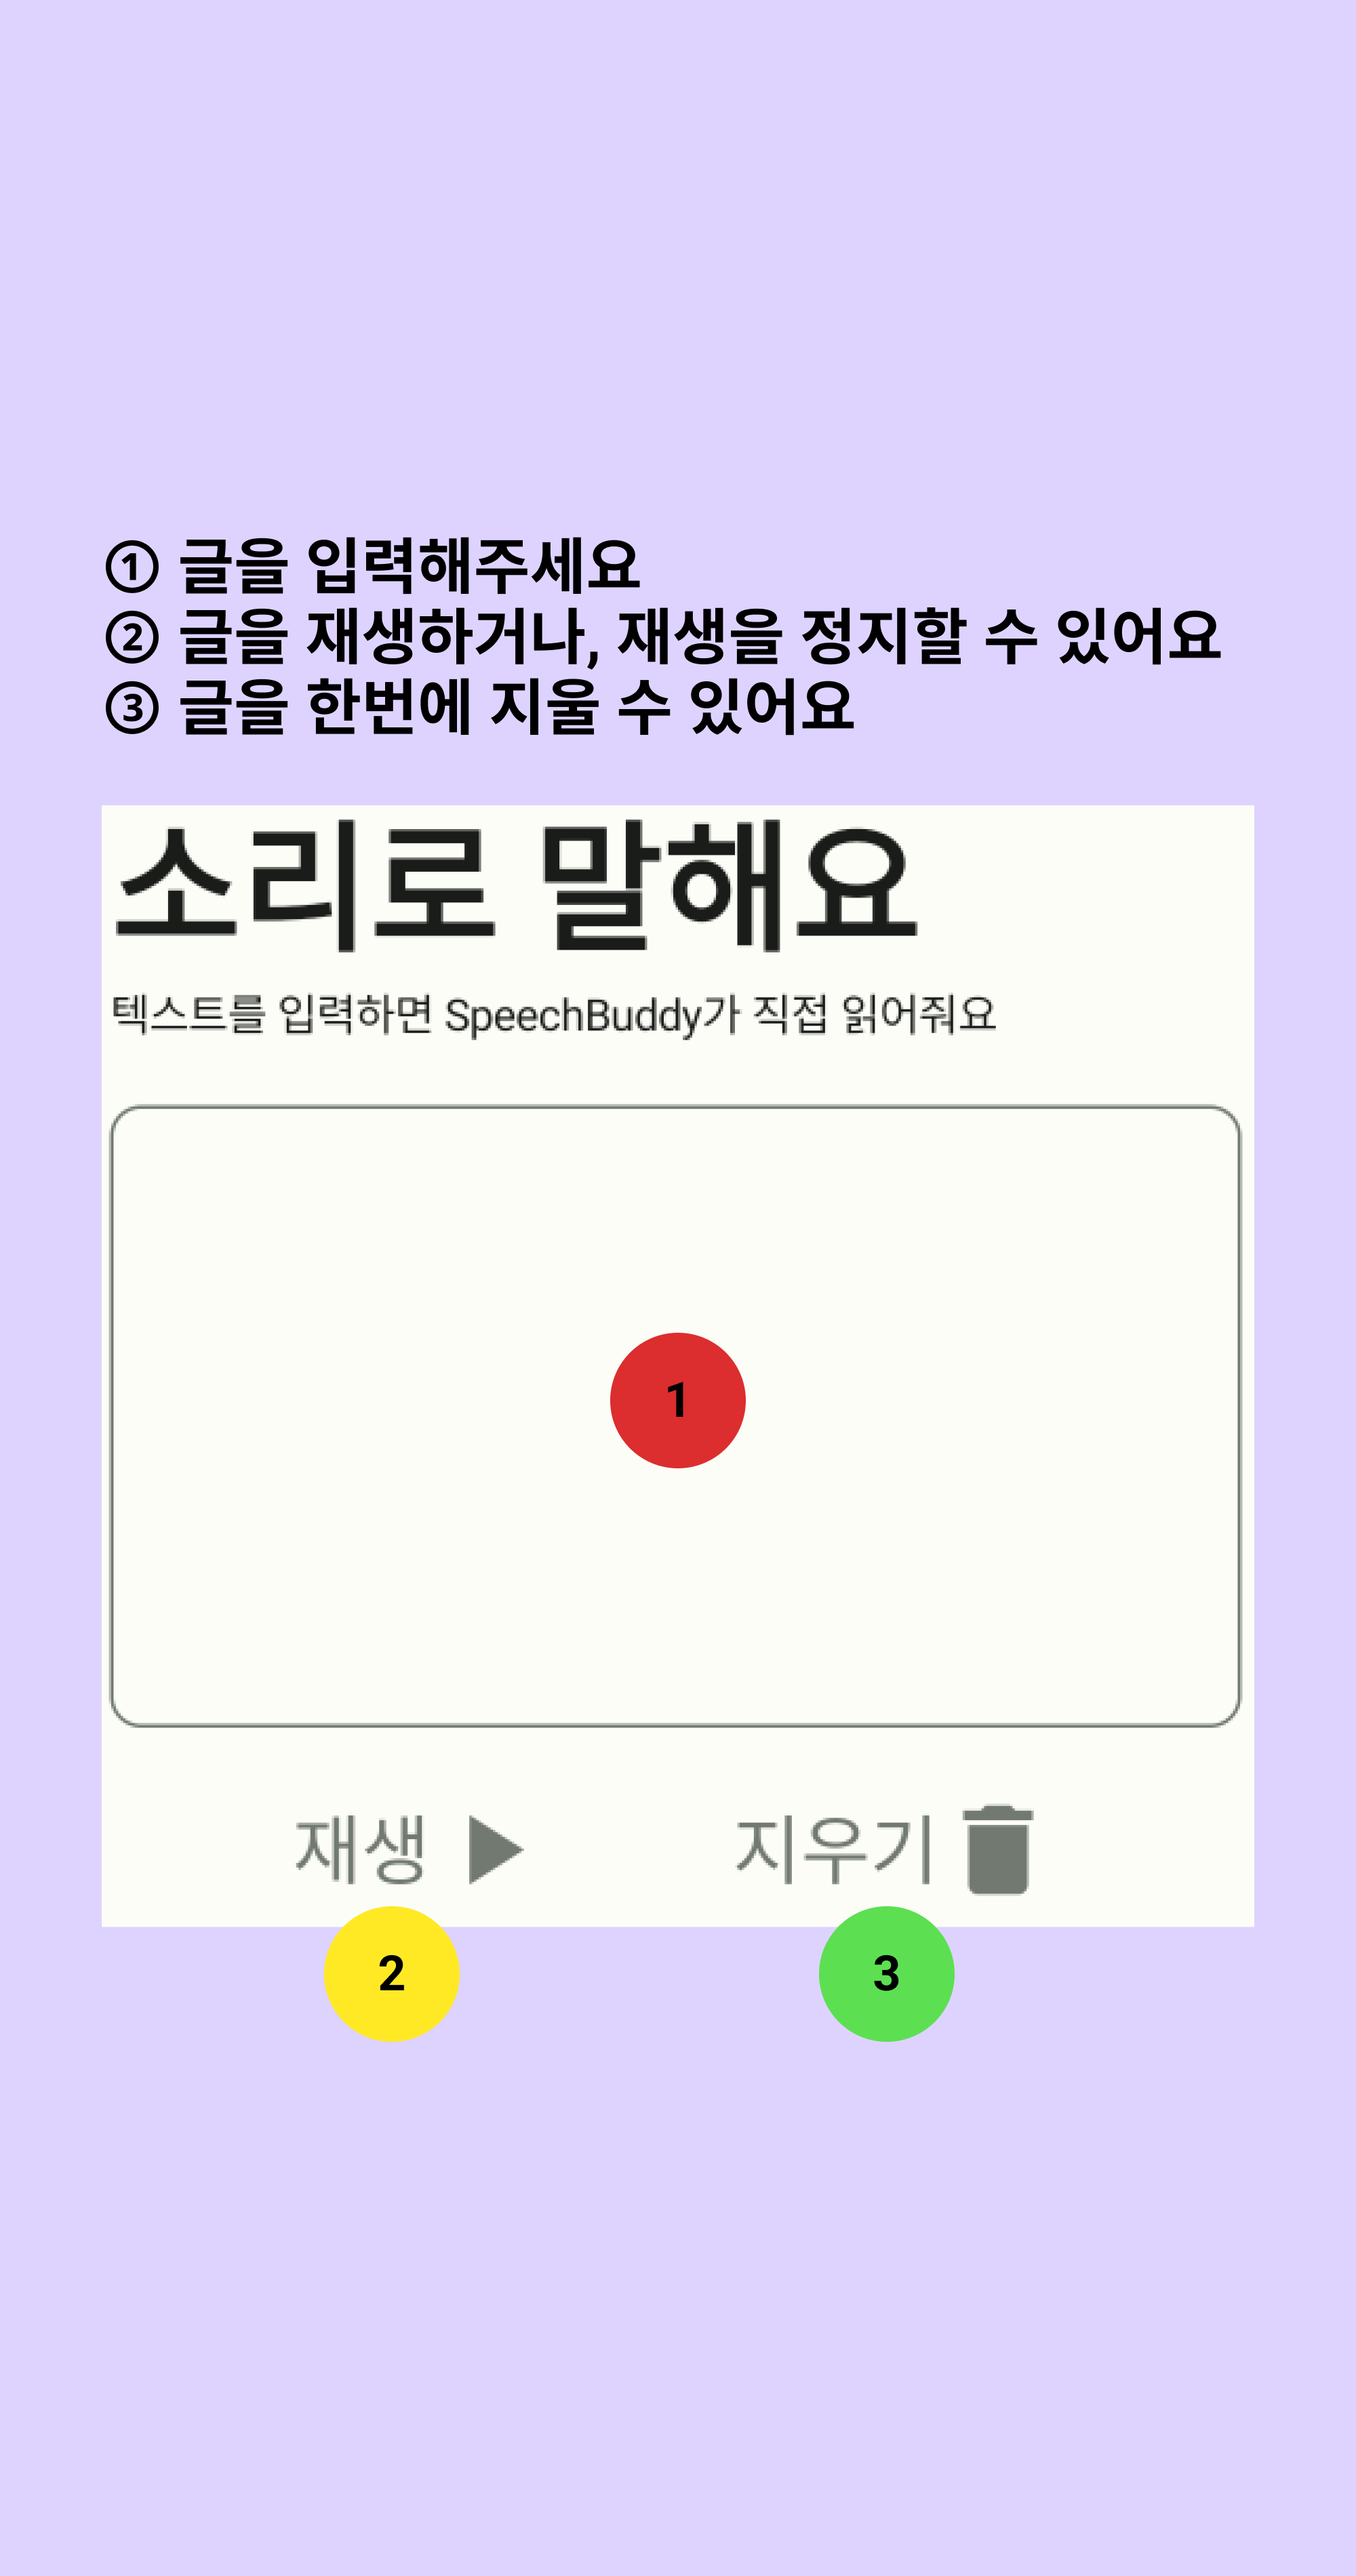 ① 글을 입력해주세요
② 글을 재생하거나, 재생을 정지할 수 있어요
③ 글을 한번에 지울 수 있어요
소리로 말해요
텍스트를 입력하면 SpeechBuddy가 직접 읽어줘요
1
재생 지우기
2 3